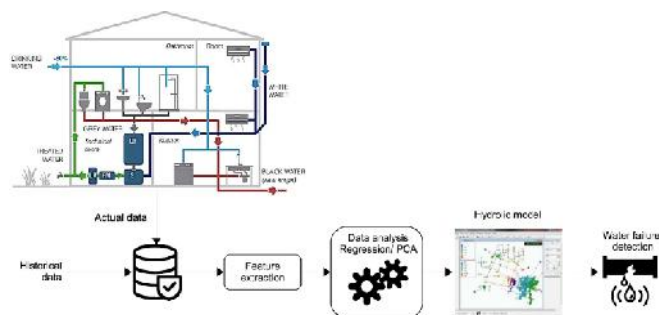 DRINKING
WATER
Bathroom
Room
WHITE
WATER
GREY WATER
Technical
TREATED
WATER
BLACK WATER
Actual data
Historical
data
Feature
extraction
Data analysis
Regression/ PCA
Hydrolic model
Water failure
detection